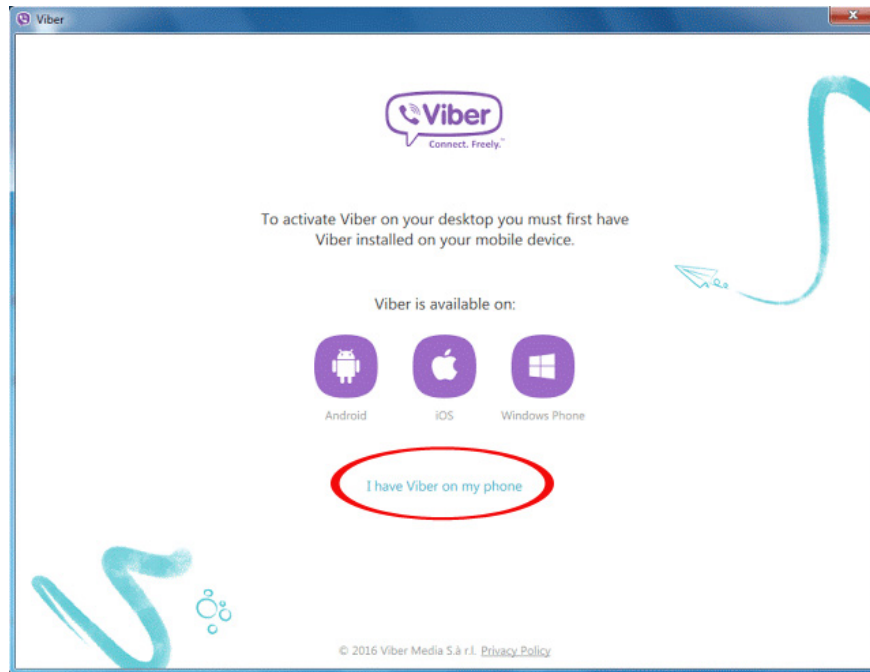 Viber
Viber
Connect. Freely.™
To activate Viber on your desktop you must first have
Viber installed on your mobile device.
Viber is available on:
Android
iOS
Windows Phone
I have Viber on my phone
© 2016 Viber Media S.à r.l. Privacy Policy